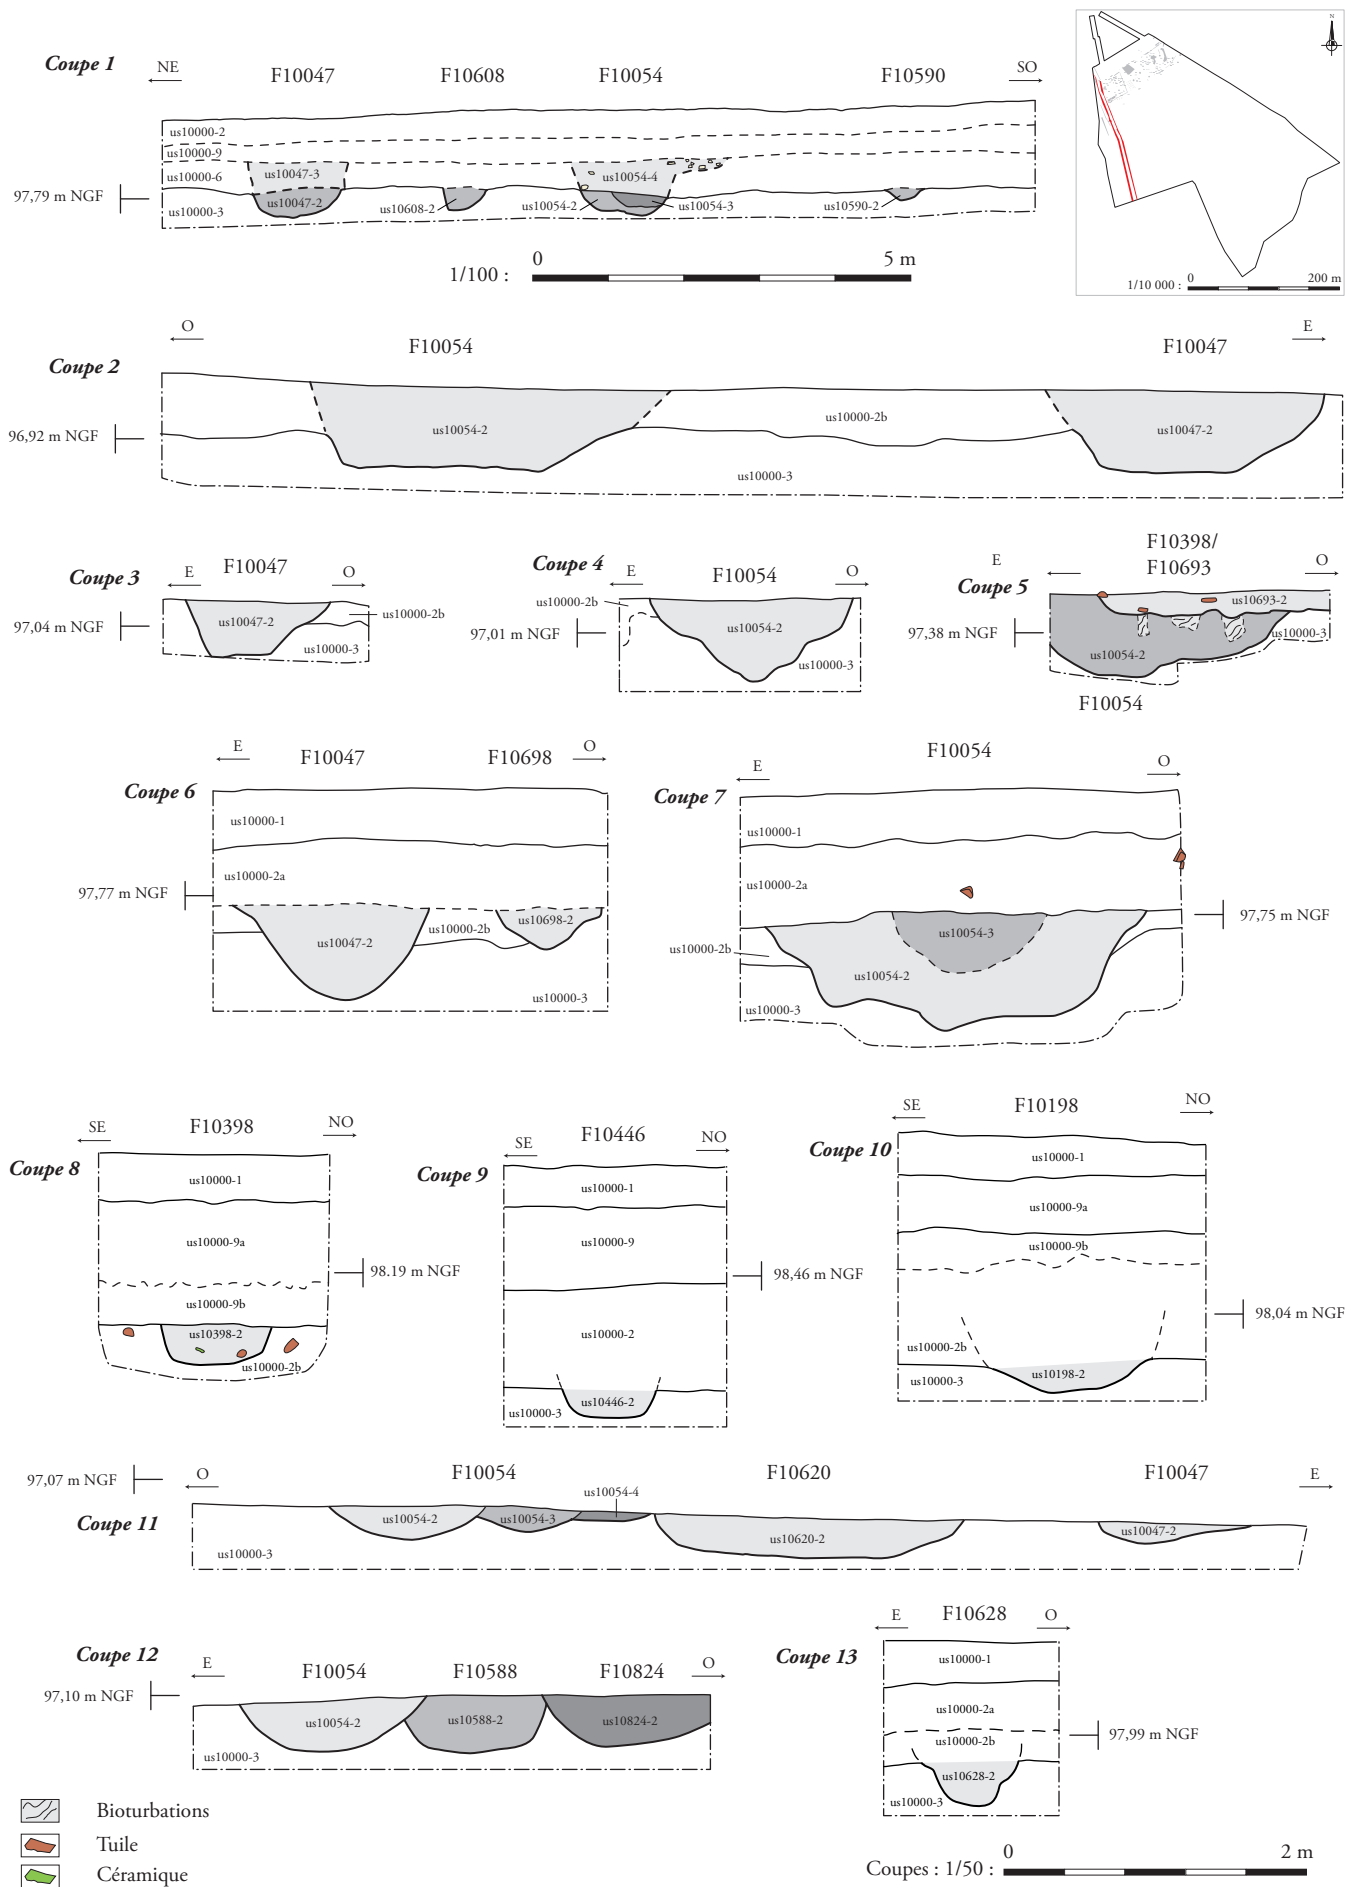 Coupe 1
NE
F10047
F10608
F10054
F10590
SO
us10000-2
us10000-9
us10000-6
us10047-3
us10054-4
97,79 m NGF
us10000-3
us10047-2
us10608-2
us10054-2
us10054-3
us10590-2
1/100 :
0
5 m
N
1/10 000 :
0
200 m
Coupe 2
O
F10054
F10047
E
96,92 m NGF
us10054-2
us10000-2b
us10047-2
us10000-3
Coupe 3
E
F10047
O
97,04 m NGF
us10047-2
us10000-2b
us10000-3
Coupe 4
E
F10054
O
us10000-2b
97,01 m NGF
us10054-2
us10000-3
Coupe 5
E
F10398/
F10693
O
97,38 m NGF
us10693-2
us10000-3
us10054-2
F10054
Coupe 6
E
F10047
F10698
O
us10000-1
us10000-2a
97,77 m NGF
us10047-2
us10000-2b
us10698-2
us10000-3
Coupe 7
E
F10054
O
us10000-1
us10000-2a
97,75 m NGF
us10054-3
us10000-2b
us10054-2
us10000-3
Coupe 8
SE
F10398
NO
us10000-1
us10000-9a
98.19 m NGF
us10000-9b
us10398-2
us10000-2b
Coupe 9
SE
F10446
NO
us10000-1
us10000-9
98,46 m NGF
us10000-2
us10446-2
us10000-3
Coupe 10
SE
F10198
NO
us10000-1
us10000-9a
us10000-9b
98,04 m NGF
us10000-2b
us10198-2
us10000-3
97,07 m NGF
O
F10054
F10620
F10047
E
us10054-4
Coupe 11
us10054-2
us10054-3
us10620-2
us10047-2
us10000-3
Coupe 12
E
F10054
F10588
F10824
O
97,10 m NGF
us10054-2
us10588-2
us10824-2
us10000-3
Coupe 13
E
F10628
O
us10000-1
us10000-2a
us10000-2b
97,99 m NGF
us10628-2
us10000-3
Bioturbations
Tuile
Céramique
Coupes : 1/50 :
0
2 m